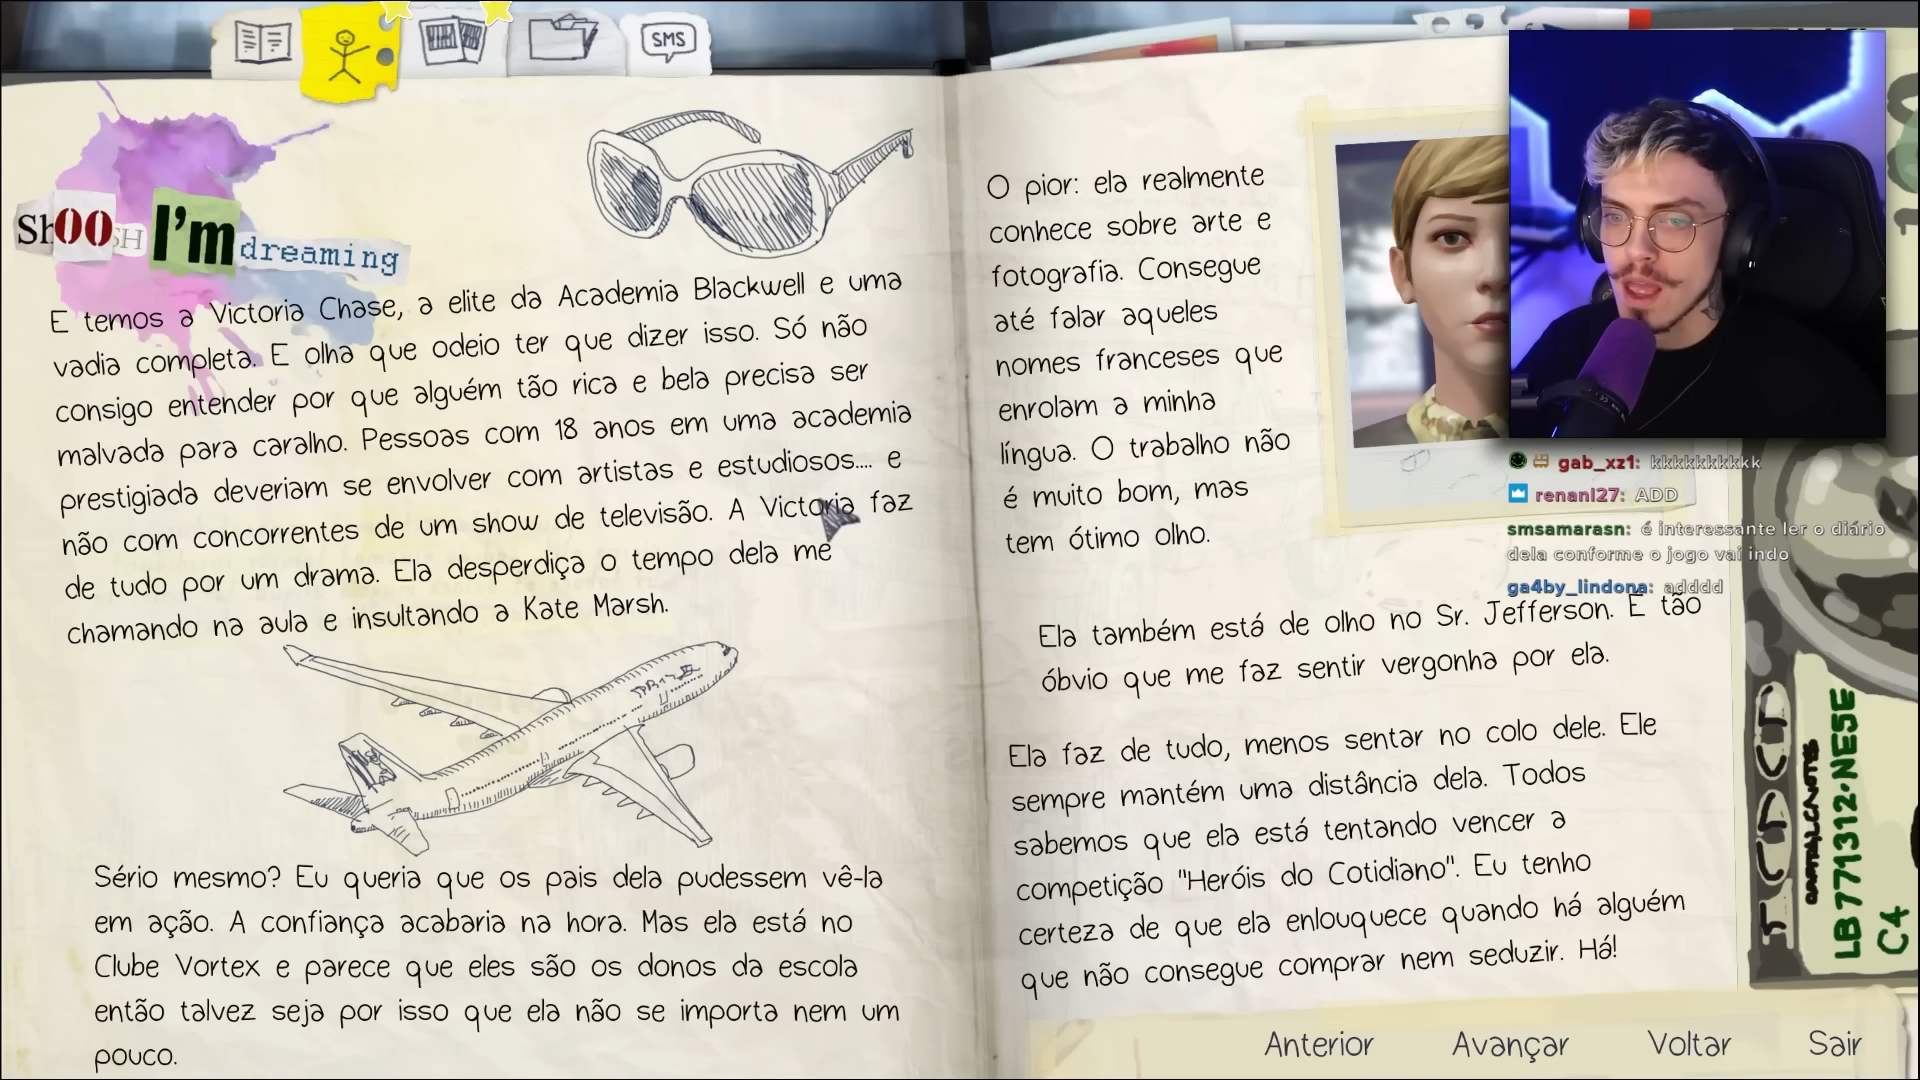 SMS
ShOOSH I'm dreaming
E temos a Victoria Chase, a elite da Academia Blackwell e uma
vadia completa. E olha que odeio ter que dizer isso. Só não
consigo entender por que alguém tão rica e bela precisa ser
malvada para caralho. Pessoas com 18 anos em uma academia
prestigiada deveriam se envolver com artistas e estudiosos.... e
não com concorrentes de um show de televisão. A Victoria faz
de tudo por um drama. Ela desperdiça o tempo dela me
chamando na aula e insultando a Kate Marsh.
Sério mesmo? Eu queria que os pais dela pudessem vê-la
em ação. A confiança acabaria na hora. Mas ela está no
Clube Vortex e parece que eles são os donos da escola
então talvez seja por isso que ela não se importa nem um
pouco.
O pior: ela realmente
conhece sobre arte e
fotografia. Consegue
até falar aqueles
nomes franceses que
enrolam a minha
língua. O trabalho não
é muito bom, mas
tem ótimo olho.
Ela também está de olho no Sr. Jefferson. É tão
óbvio que me faz sentir vergonha por ela.
Ela faz de tudo, menos sentar no colo dele. Ele
sempre mantém uma distância dela. Todos
sabemos que ela está tentando vencer a
competição "Heróis do Cotidiano". Eu tenho
certeza de que ela enlouquece quando há alguém
que não consegue comprar nem seduzir. Há!
gab_xz1: kkkkkkkkkk
renanl27: ADD
smsamarasn: é interessante ler o diário
dela conforme o jogo vai indo
ga4by_lindona: adddd
LB777312•NE5E
C4
Anterior
Avançar
Voltar
Sair